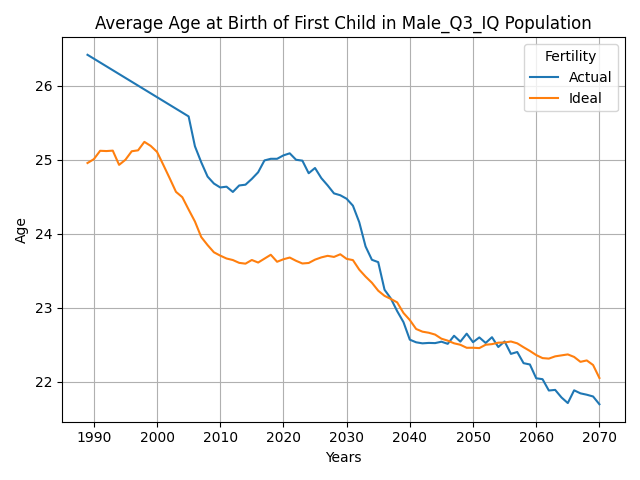 Average Age at Birth of First Child in Male_Q3_IQ Population
Fertility
Actual
Ideal
26
25
24
23
22
Age
1990
2000
2010
2020
2030
2040
2050
2060
2070
Years